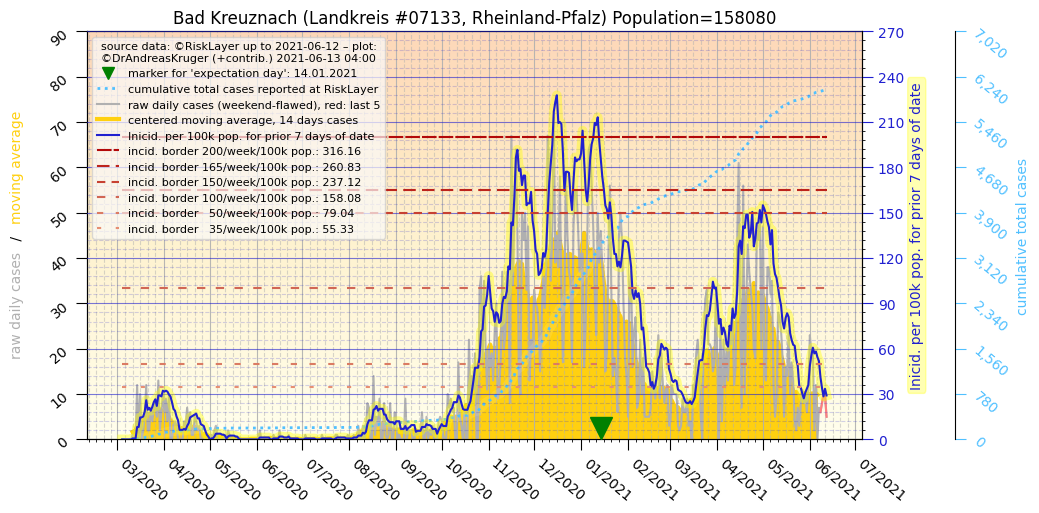 Bad Kreuznach (Landkreis #07133, Rheinland-Pfalz) Population=158080
source data: ©RiskLayer up to 2021-06-12 – plot:
©DrAndreasKruger (+contrib.) 2021-06-13 04:00
marker for 'expectation day': 14.01.2021
cumulative total cases reported at RiskLayer
raw daily cases (weekend-flawed), red: last 5
centered moving average, 14 days cases
Inicid. per 100k pop. for prior 7 days of date
incid. border 200/week/100k pop.: 316.16
incid. border 165/week/100k pop.: 260.83
incid. border 150/week/100k pop.: 237.12
incid. border 100/week/100k pop.: 158.08
incid. border   50/week/100k pop.: 79.04
incid. border   35/week/100k pop.: 55.33
raw daily cases  /  moving average
90
80
70
60
50
40
30
20
10
0
270
240
210
180
150
120
90
60
30
0
Inicid. per 100k pop. for prior 7 days of date
7,020
6,240
5,460
4,680
3,900
3,120
2,340
1,560
780
0
cumulative total cases
03/2020
04/2020
05/2020
06/2020
07/2020
08/2020
09/2020
10/2020
11/2020
12/2020
01/2021
02/2021
03/2021
04/2021
05/2021
06/2021
07/2021